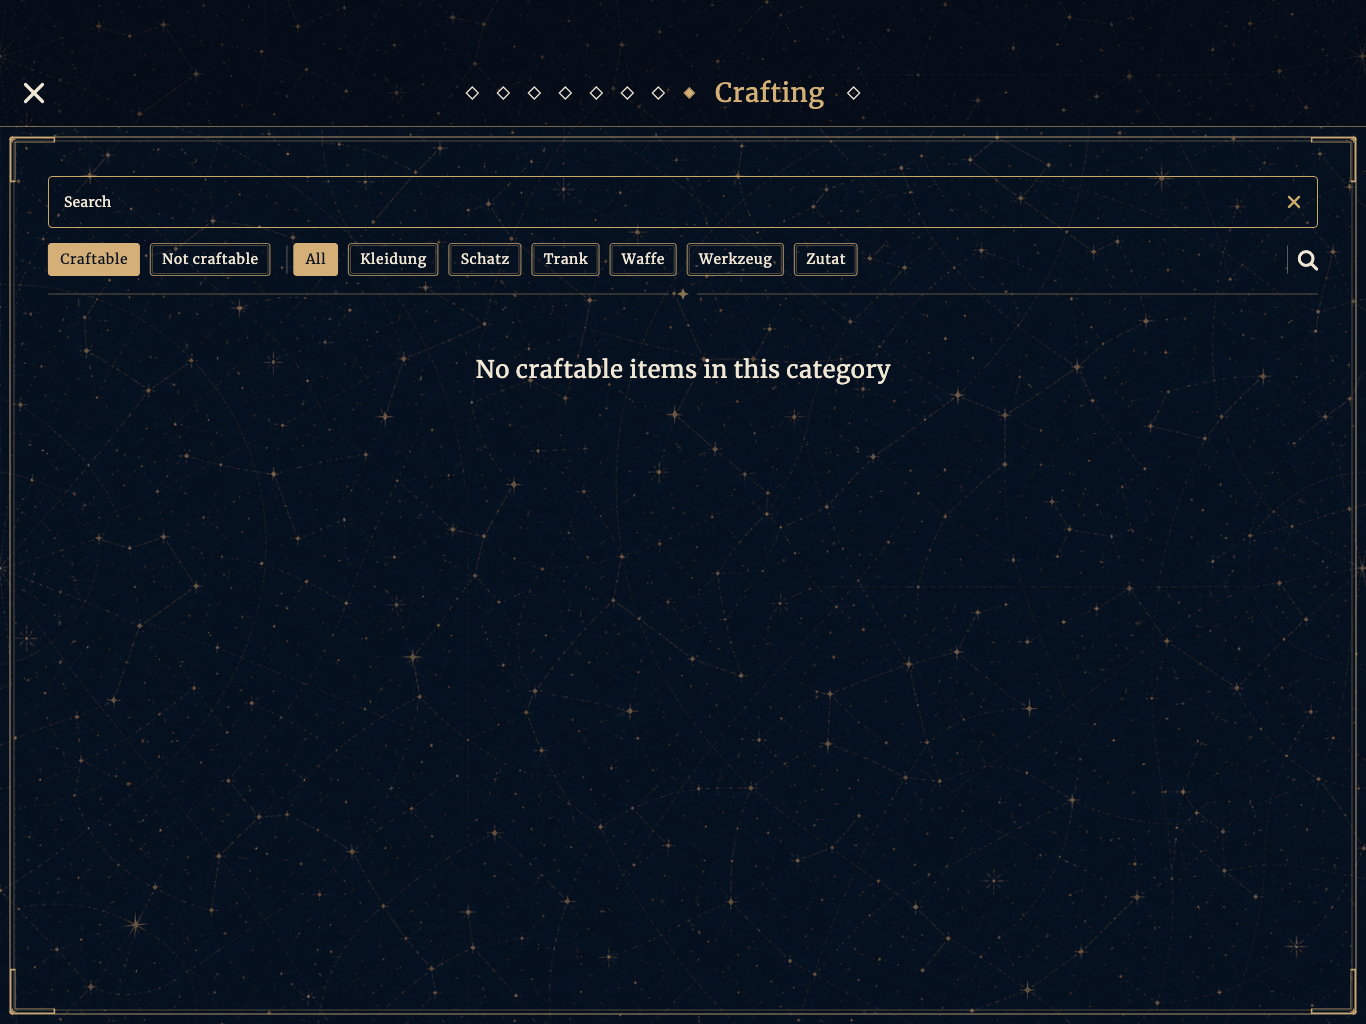 Crafting
Search
Craftable Not craftable All Kleidung Schatz Trank Waffe Werkzeug Zutat
No craftable items in this category